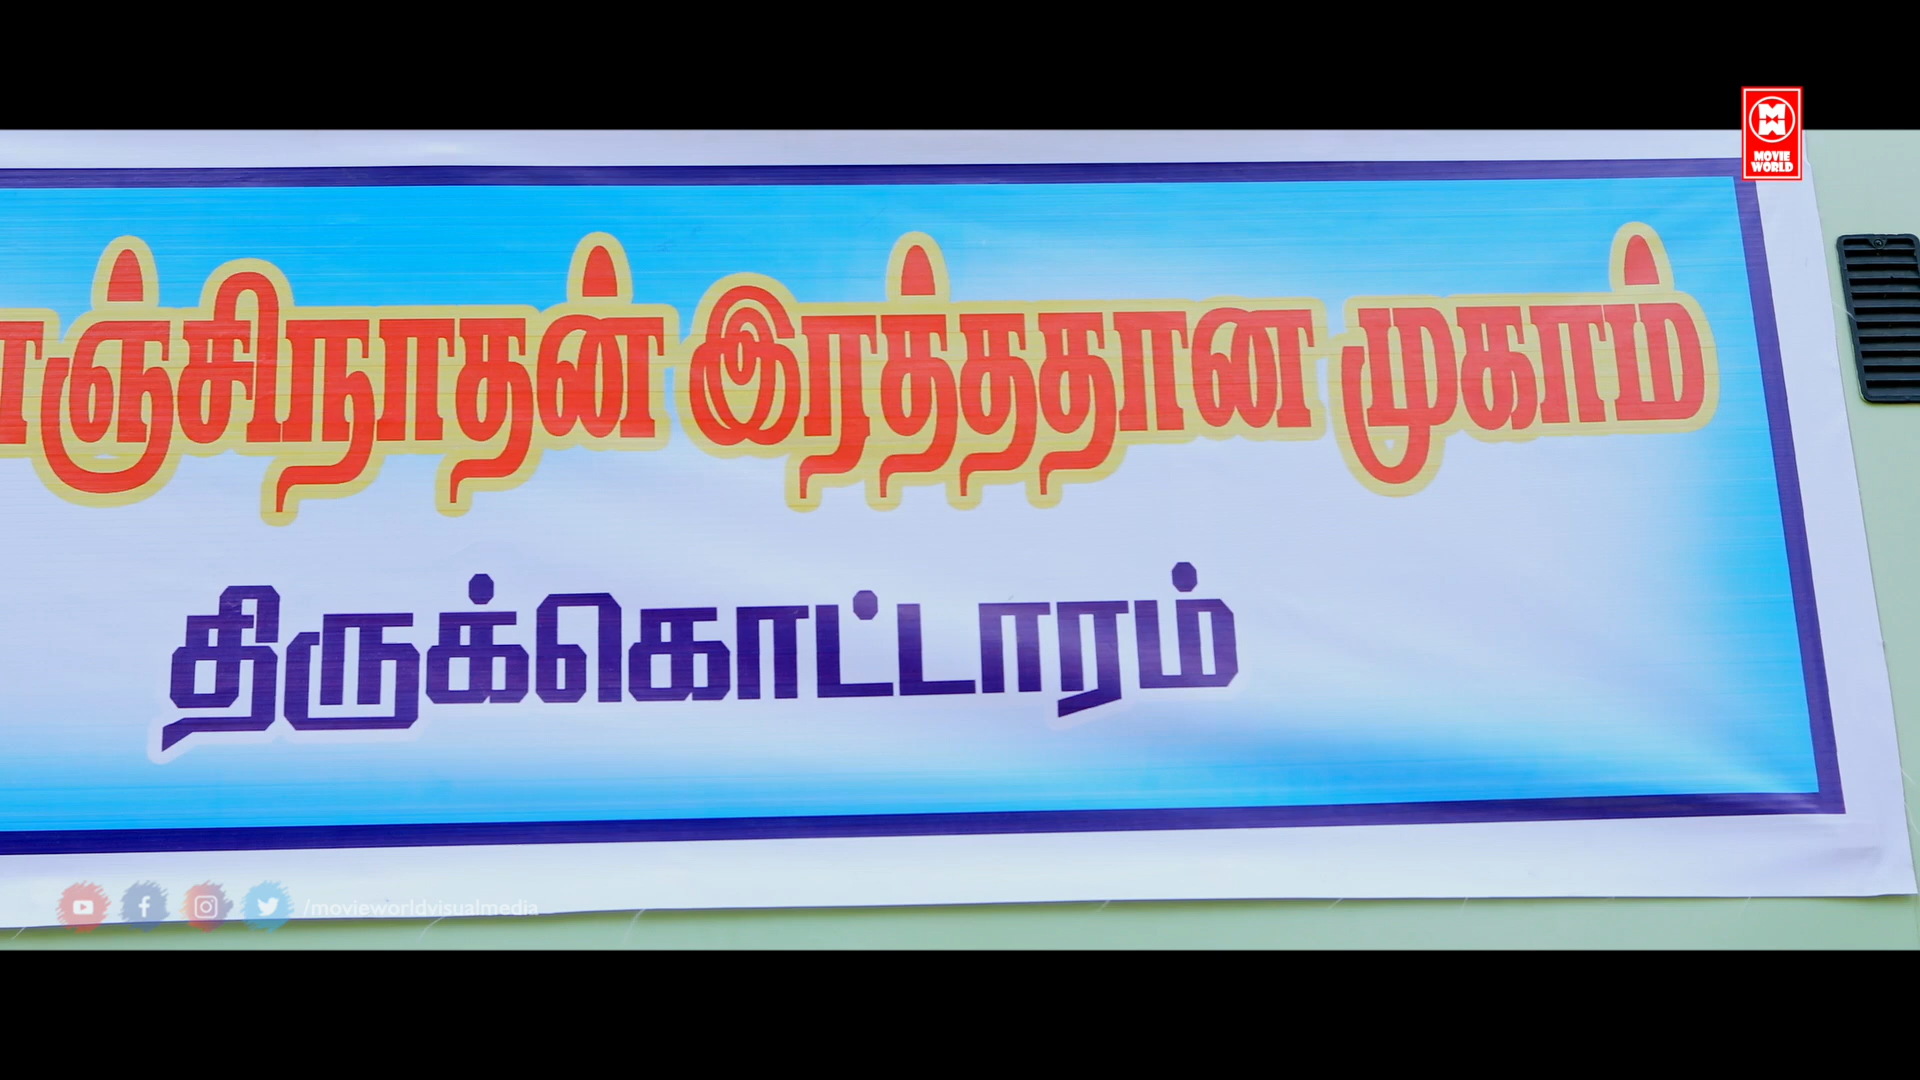 MOVIE
WORLD
ாஞ்சிநாதன் இரத்ததான முகாம்
திருக்கொட்டாரம்
/movieworldvisualmedia